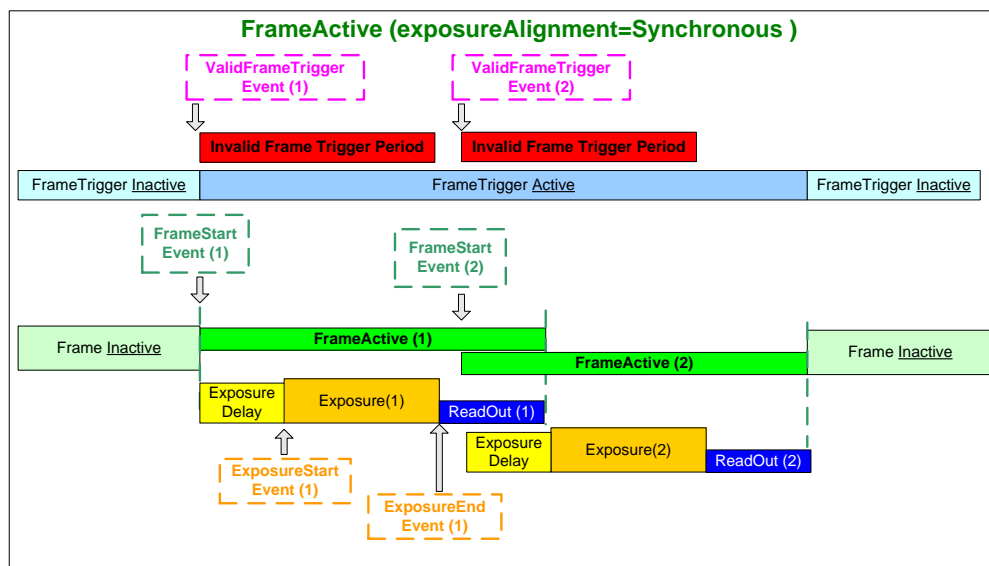 FrameActive (exposureAlignment=Synchronous )
ValidFrameTrigger
Event (1)
ValidFrameTrigger
Event (2)
Invalid Frame Trigger Period
Invalid Frame Trigger Period
FrameTrigger Inactive
FrameTrigger Active
FrameTrigger Inactive
FrameStart
Event (1)
FrameStart
Event (2)
Frame Inactive
FrameActive (1)
FrameActive (2)
Frame Inactive
Exposure
Delay
Exposure(1)
ReadOut (1)
Exposure
Delay
Exposure(2)
ReadOut (2)
ExposureStart
Event (1)
ExposureEnd
Event (1)